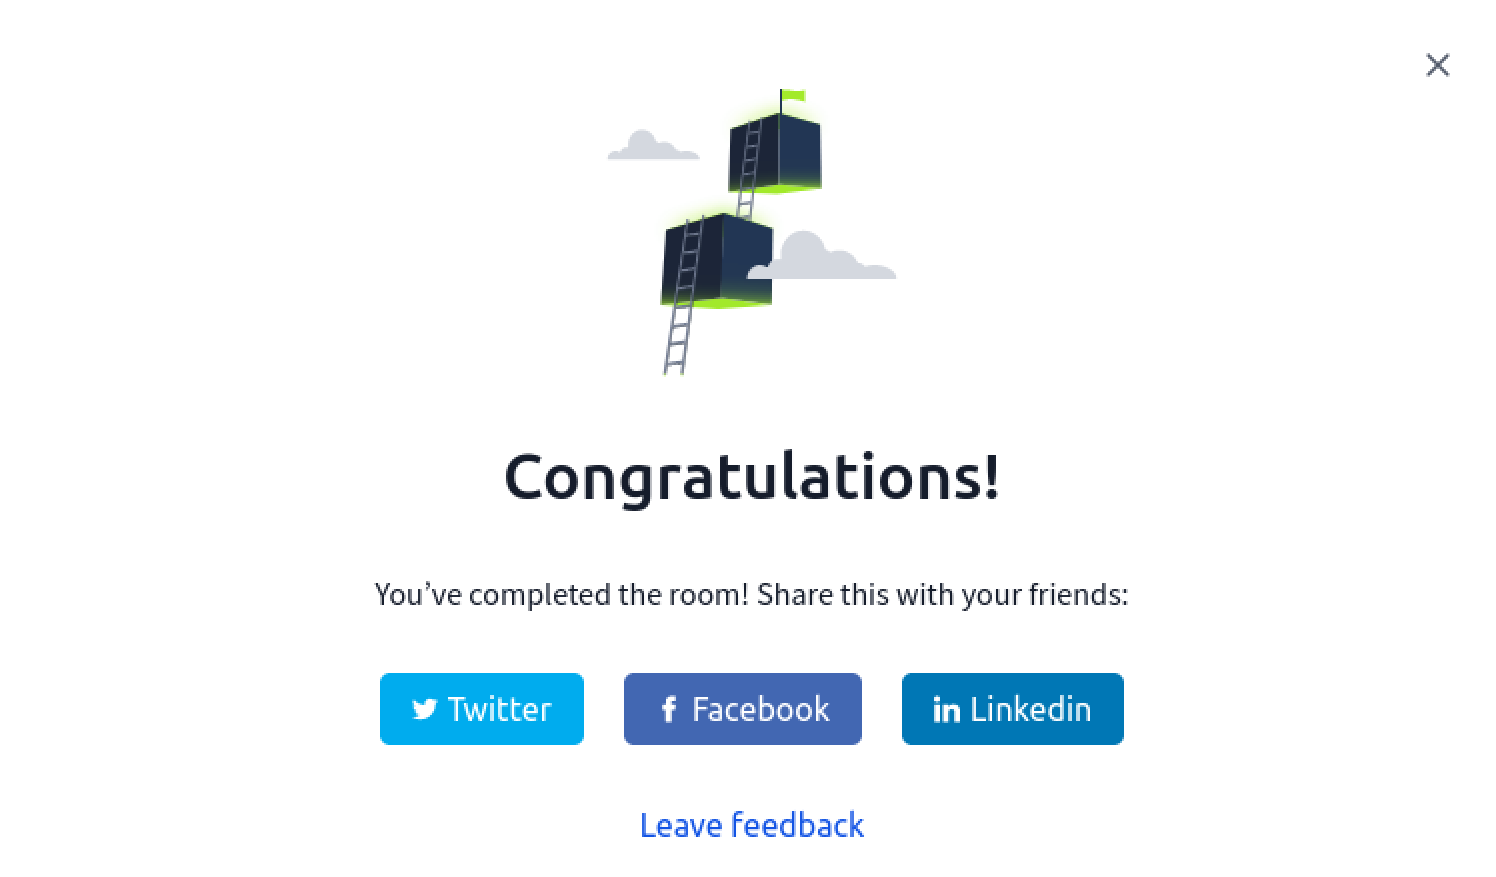 Congratulations!
You’ve completed the room! Share this with your friends:
Twitter
Facebook
Linkedin
Leave feedback